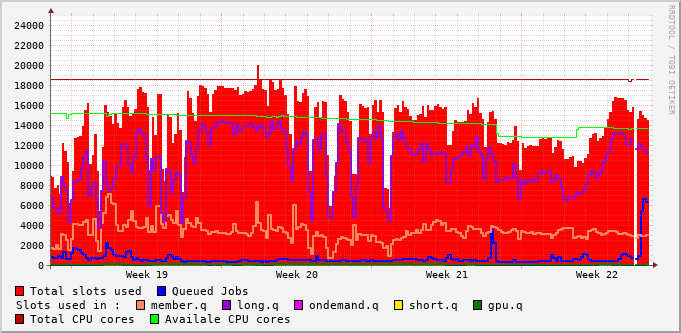 24000
22000
20000
18000
16000
14000
12000
10000
8000
6000
4000
2000
0
Week 19 Week 20 Week 21 Week 22
RRDTOOL / TOBI OETIKER
Total slots used Queued Jobs
Slots used in : member.q long.q ondemand.q short.q gpu.q
Total CPU cores Availale CPU cores